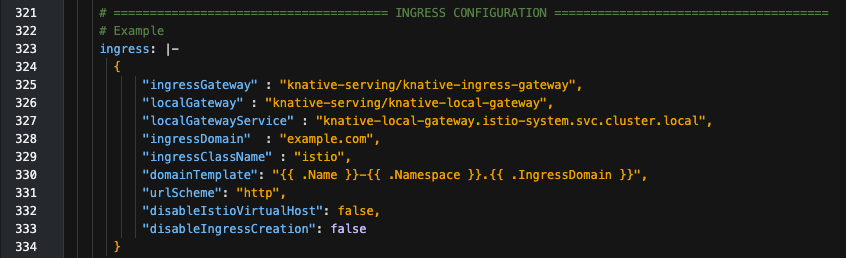 321 # ====================================== INGRESS CONFIGURATION ======================================
322 # Example
323 ingress: |-
324 {
325 "ingressGateway" : "knative-serving/knative-ingress-gateway",
326 "localGateway" : "knative-serving/knative-local-gateway",
327 "localGatewayService" : "knative-local-gateway.istio-system.svc.cluster.local",
328 "ingressDomain"  : "example.com",
329 "ingressClassName" : "istio",
330 "domainTemplate": "{{ .Name }}-{{ .Namespace }}.{{ .IngressDomain }}",
331 "urlScheme": "http",
332 "disableIstioVirtualHost": false,
333 "disableIngressCreation": false
334 }